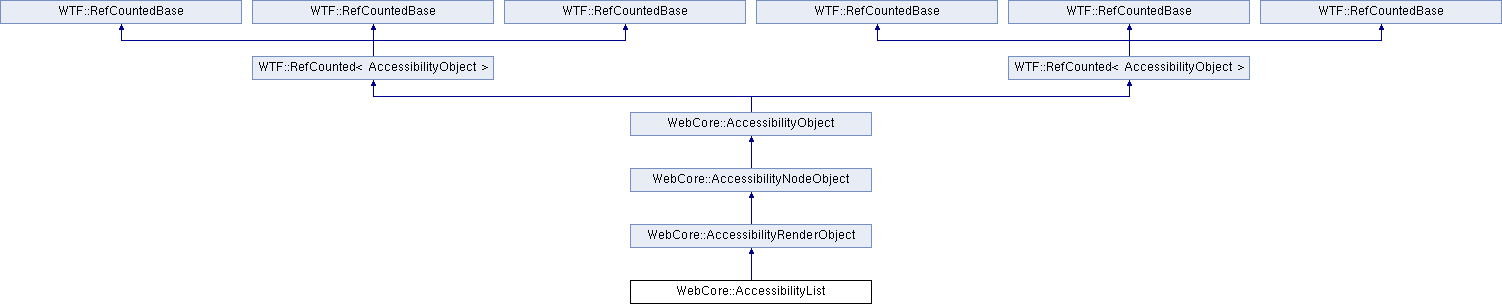 WTF::RefCountedBase
WTF::RefCountedBase
WTF::RefCountedBase
WTF::RefCountedBase
WTF::RefCountedBase
WTF::RefCountedBase
WTF::RefCounted< AccessibilityObject >
WTF::RefCounted< AccessibilityObject >
WebCore::AccessibilityObject
WebCore::AccessibilityNodeObject
WebCore::AccessibilityRenderObject
WebCore::AccessibilityList